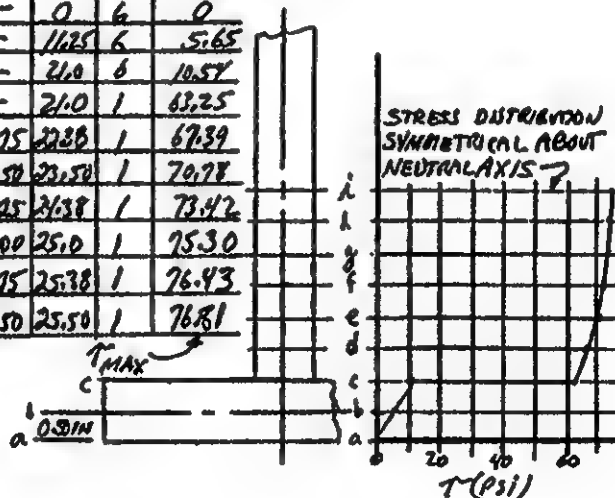 - 0 6 0
- 11.25 6 5.65
- 21.0 6 10.54
- 21.0 1 63.25
75 22.38 1 67.39
50 23.50 1 70.78
25 24.38 1 73.42
00 25.0 1 75.30
75 25.38 1 76.43
50 25.50 1 76.81
τMAX
STRESS DISTRIBUTION
SYMMETRICAL ABOUT
NEUTRAL AXIS
i
h
g
f
e
d
c c
b b
a 0.50IN a
0 20 40 60
τ(psi)